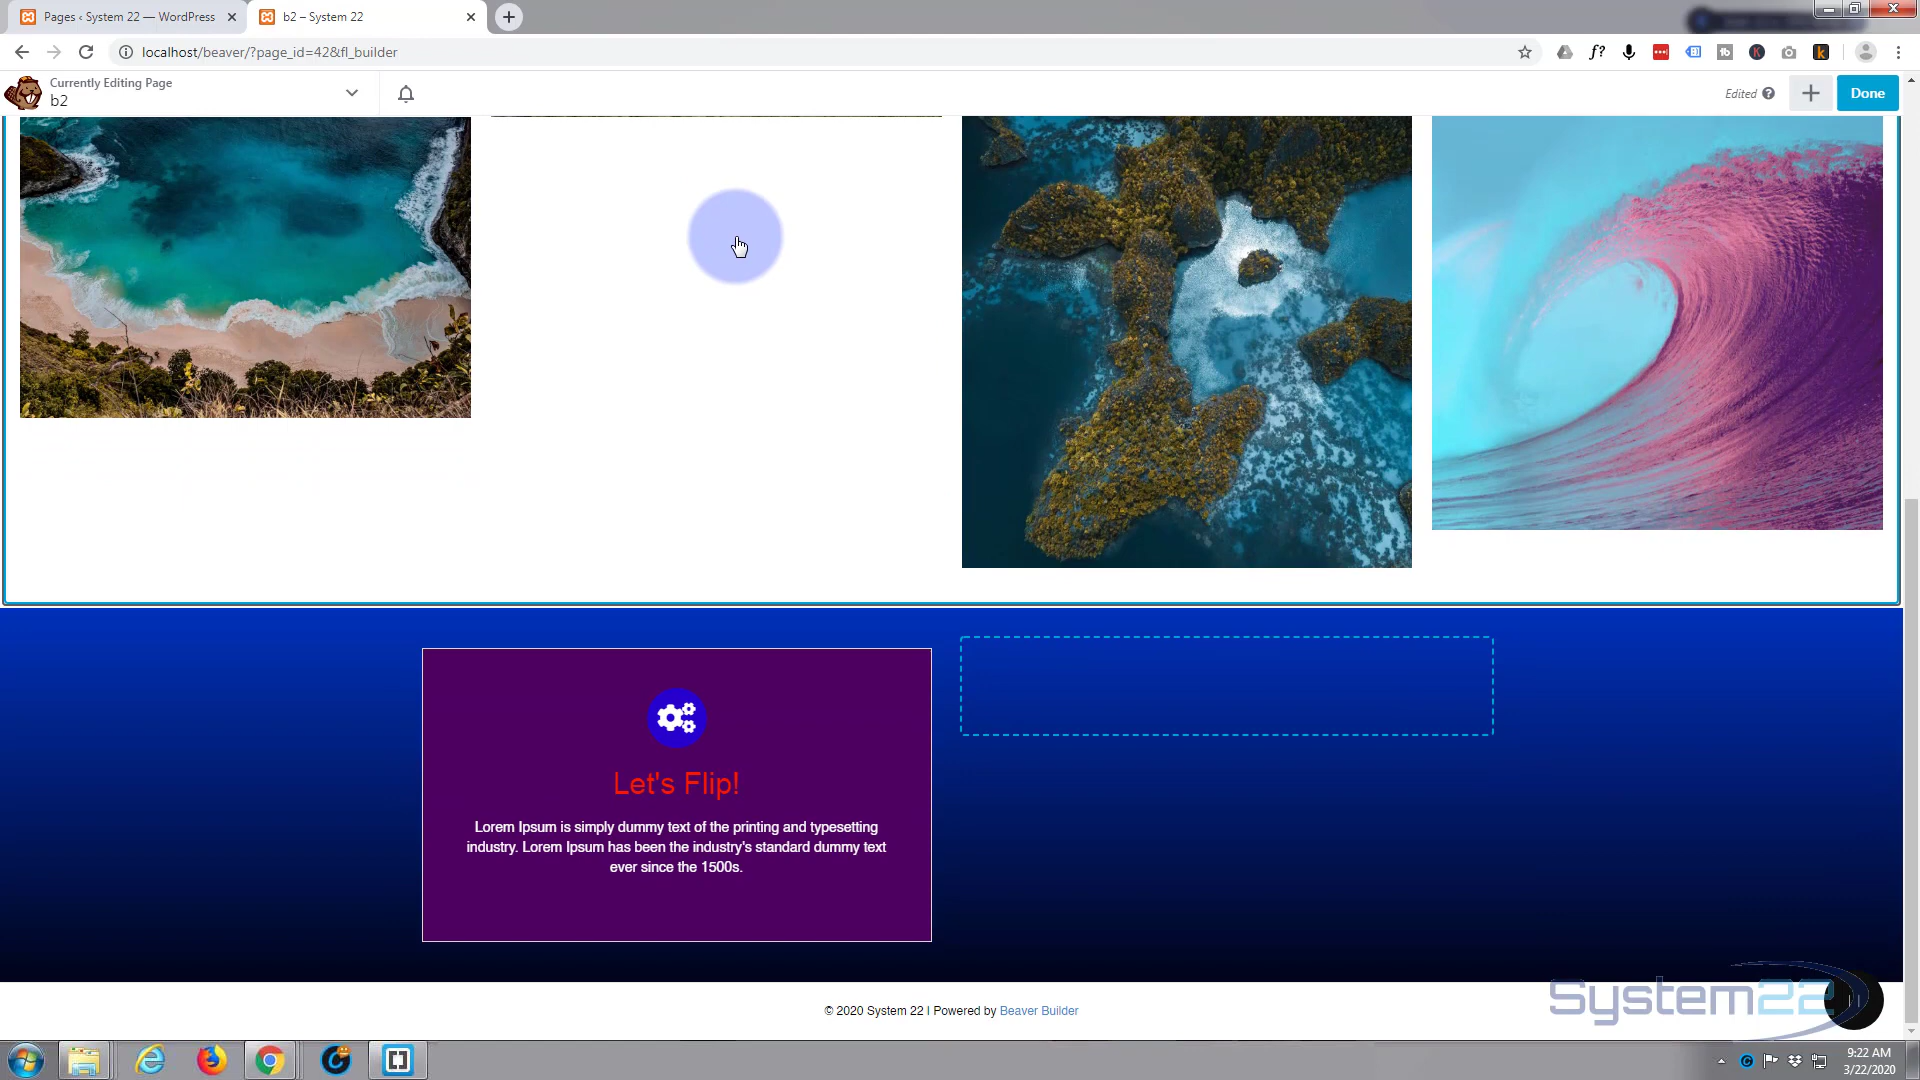 Pages ‹ System 22 — WordPress
b2 – System 22
localhost/beaver/?page_id=42&fl_builder
Currently Editing Page
b2
Edited
Done
Let's Flip!
Lorem Ipsum is simply dummy text of the printing and typesetting
industry. Lorem Ipsum has been the industry's standard dummy text
ever since the 1500s.
© 2020 System 22 | Powered by Beaver Builder
System22
9:22 AM
3/22/2020